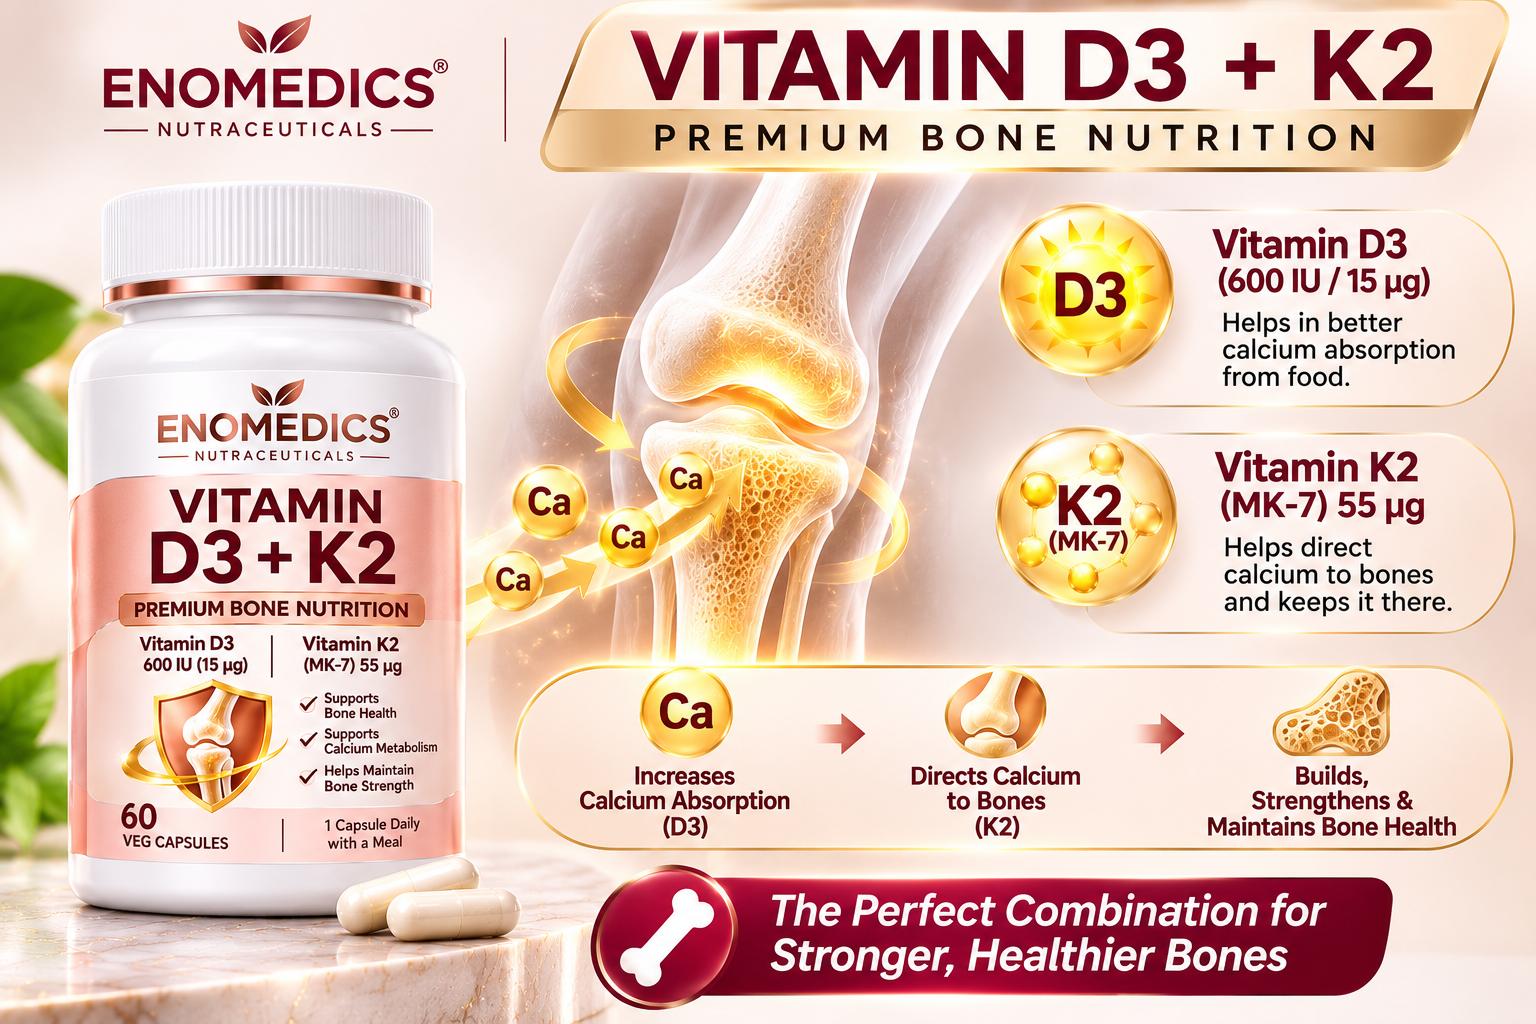 ENOMEDICS®
NUTRACEUTICALS
VITAMIN D3 + K2
PREMIUM BONE NUTRITION
ENOMEDICS®
NUTRACEUTICALS
VITAMIN
D3 + K2
PREMIUM BONE NUTRITION
Vitamin D3
600 IU (15 µg)
Vitamin K2
(MK-7) 55 µg
Supports
Bone Health
Supports
Calcium Metabolism
Helps Maintain
Bone Strength
60
VEG CAPSULES
1 Capsule Daily
with a Meal
Ca
Ca
Ca
Ca
D3
Vitamin D3
(600 IU / 15 µg)
Helps in better
calcium absorption
from food.
K2
(MK-7)
Vitamin K2
(MK-7) 55 µg
Helps direct
calcium to bones
and keeps it there.
Ca
Increases
Calcium Absorption
(D3)
Directs Calcium
to Bones
(K2)
Builds,
Strengthens &
Maintains Bone Health
The Perfect Combination for
Stronger, Healthier Bones